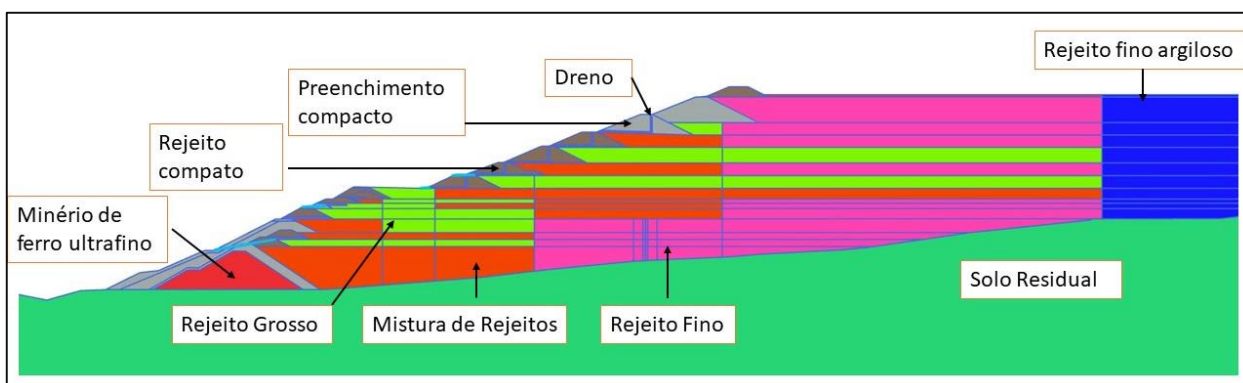 Rejeito fino argiloso
Dreno
Preenchimento
compacto
Rejeito
compato
Minério de
ferro ultrafino
Solo Residual
Rejeito Grosso
Mistura de Rejeitos
Rejeito Fino